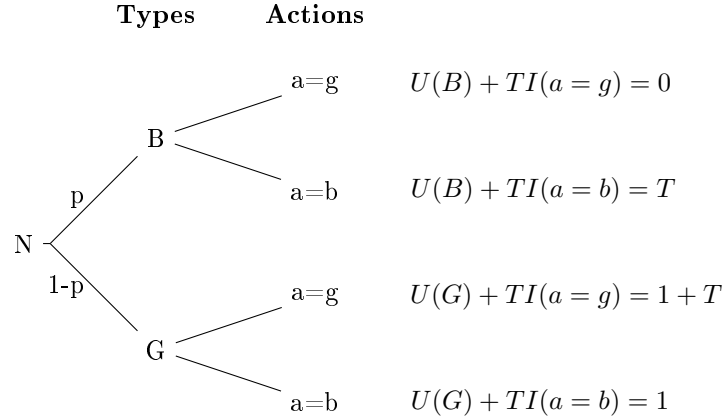 Types Actions
a=g U(B) + TI(a = g) = 0
B
a=b U(B) + TI(a = b) = T
p
N
1-p
a=g U(G) + TI(a = g) = 1 + T
G
a=b U(G) + TI(a = b) = 1